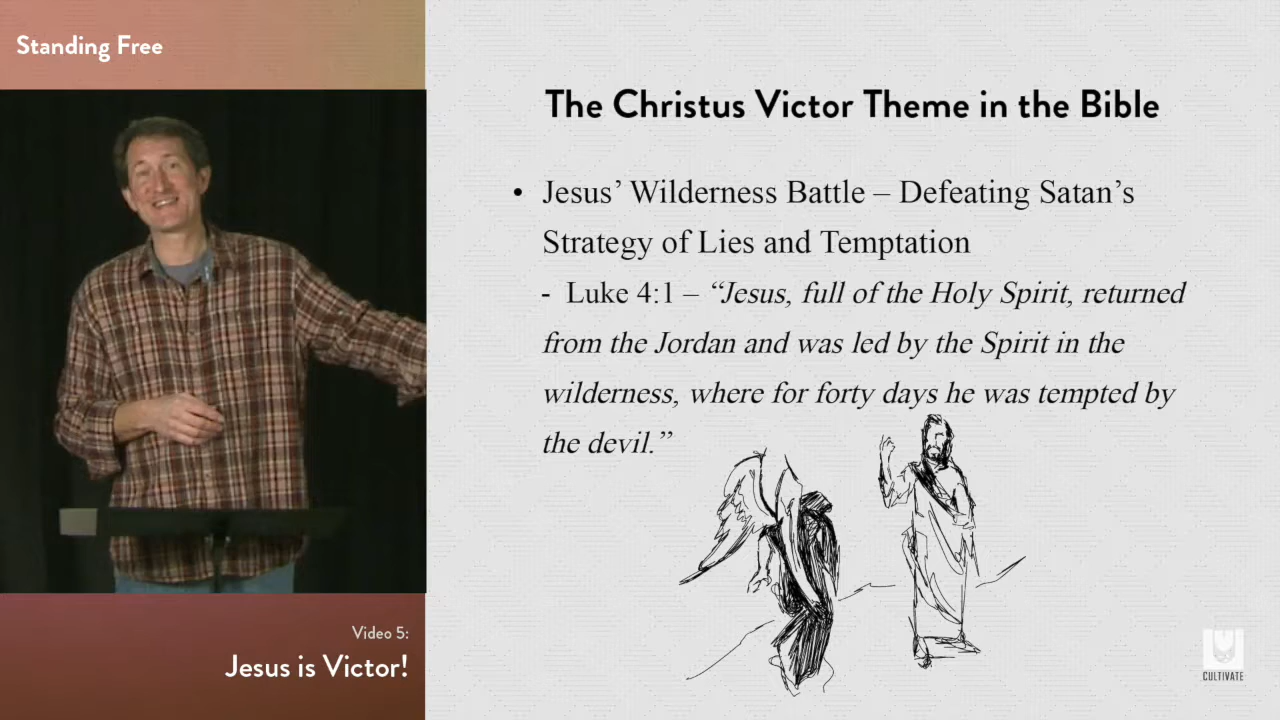 Standing Free
The Christus Victor Theme in the Bible
• Jesus’ Wilderness Battle – Defeating Satan’s
Strategy of Lies and Temptation
- Luke 4:1 – “Jesus, full of the Holy Spirit, returned
from the Jordan and was led by the Spirit in the
wilderness, where for forty days he was tempted by
the devil.”
Video 5:
Jesus is Victor!
CULTIVATE